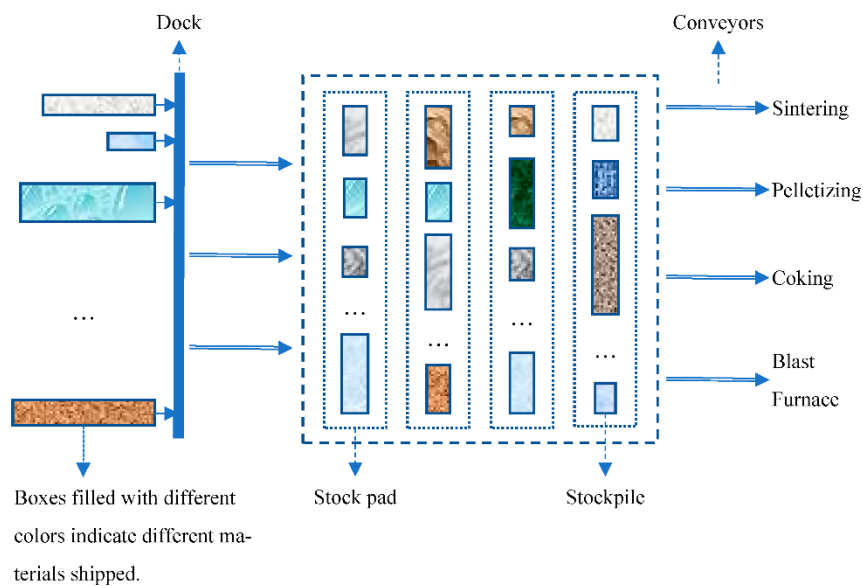 Dock
Conveyors
Sintering
Pelletizing
Coking
Blast
Furnace
...
...
...
...
...
Stock pad
Stockpile
Boxes filled with different
colors indicate different ma-
terials shipped.